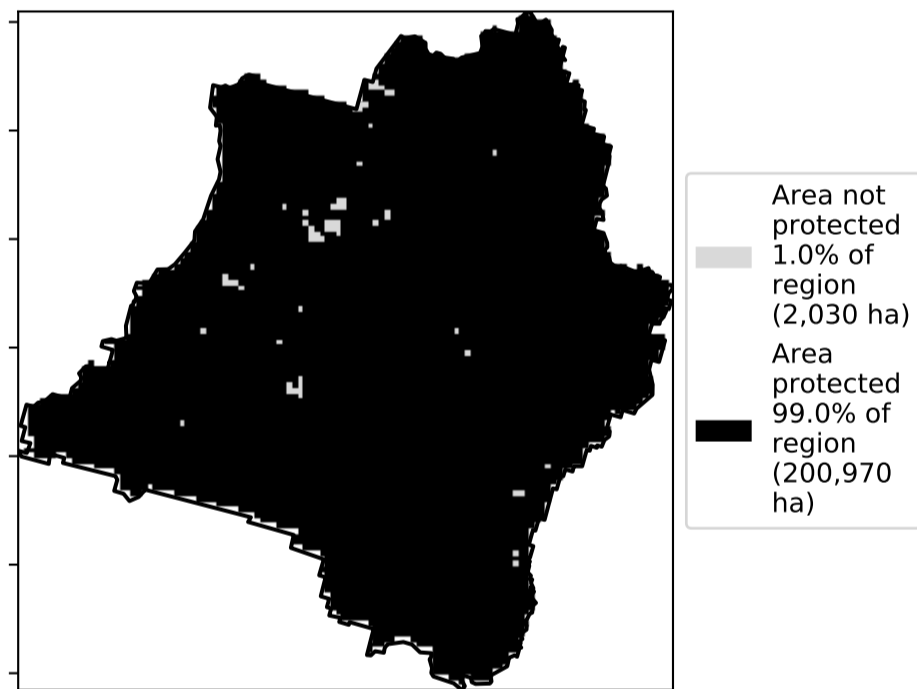 Area not
protected
1.0% of
region
(2,030 ha)
Area
protected
99.0% of
region
(200,970
ha)